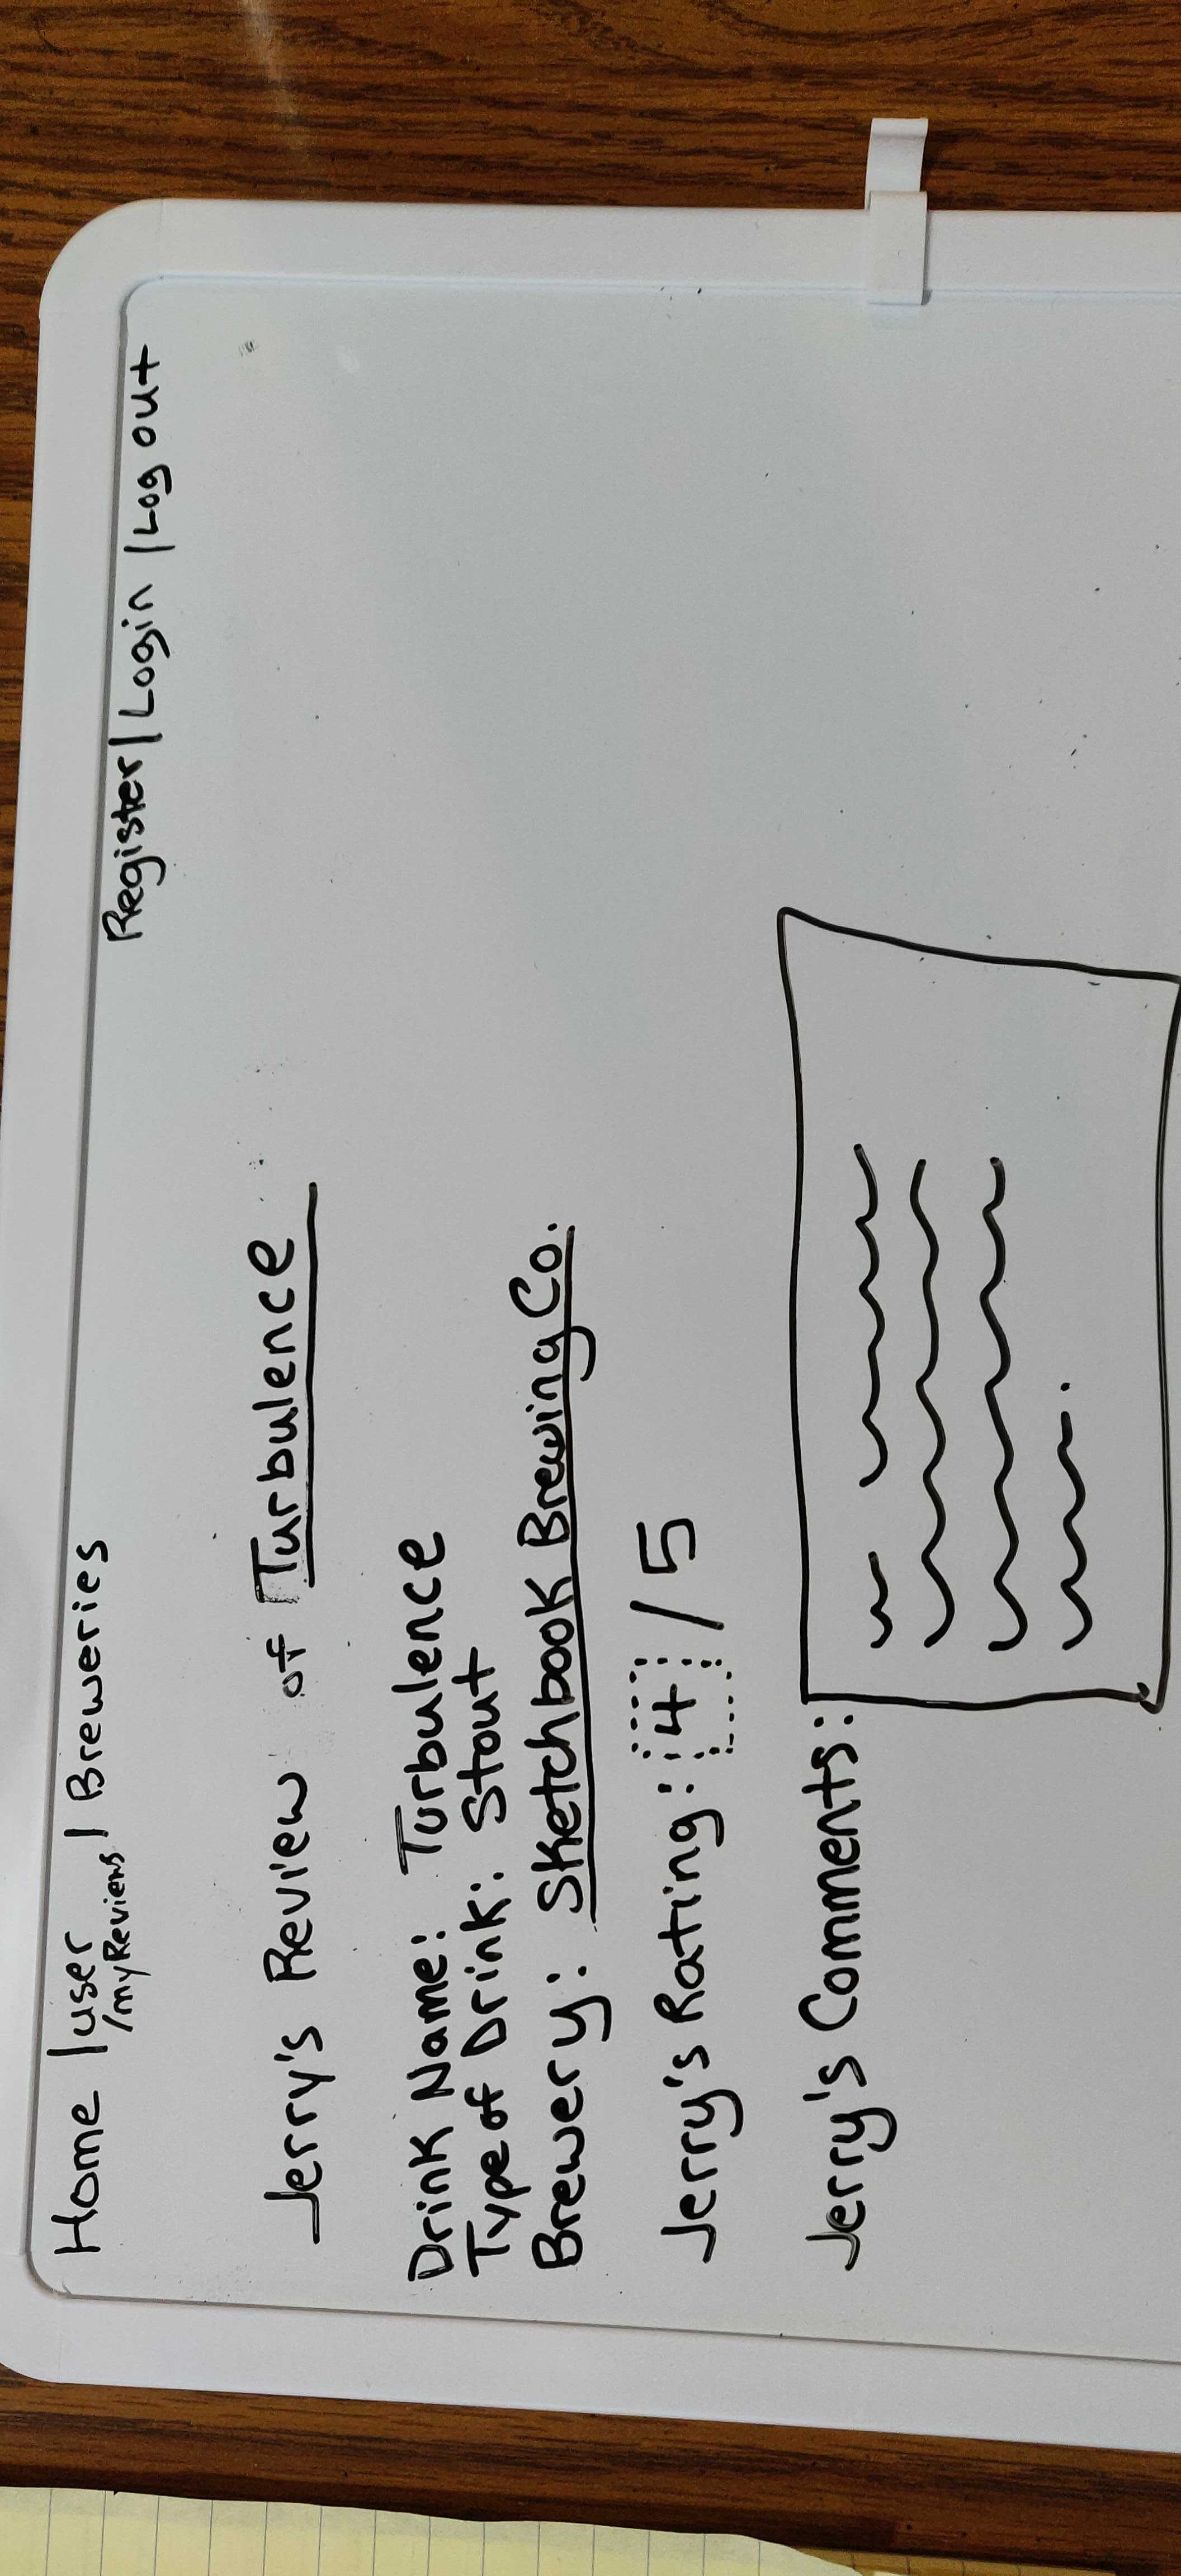 Home | user /myReviews | Breweries Register | Login | Log out
Jerry's Review of Turbulence
Drink Name: Turbulence
Type of Drink: Stout
Brewery: Sketchbook Brewing Co.
Jerry's Rating: 4 / 5
Jerry's Comments: